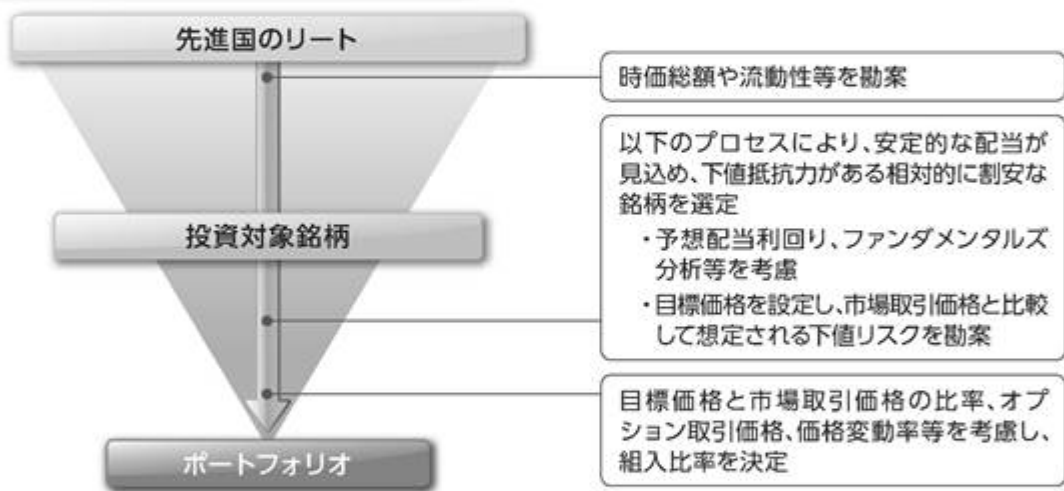 先進国のリート
時価総額や流動性等を勘案
以下のプロセスにより、安定的な配当が
見込め、下値抵抗力がある相対的に割安な
銘柄を選定
・予想配当利回り、ファンダメンタルズ
分析等を考慮
・目標価格を設定し、市場取引価格と比較
して想定される下値リスクを勘案
投資対象銘柄
目標価格と市場取引価格の比率、オプ
ション取引価格、価格変動率等を考慮し、
組入比率を決定
ポートフォリオ